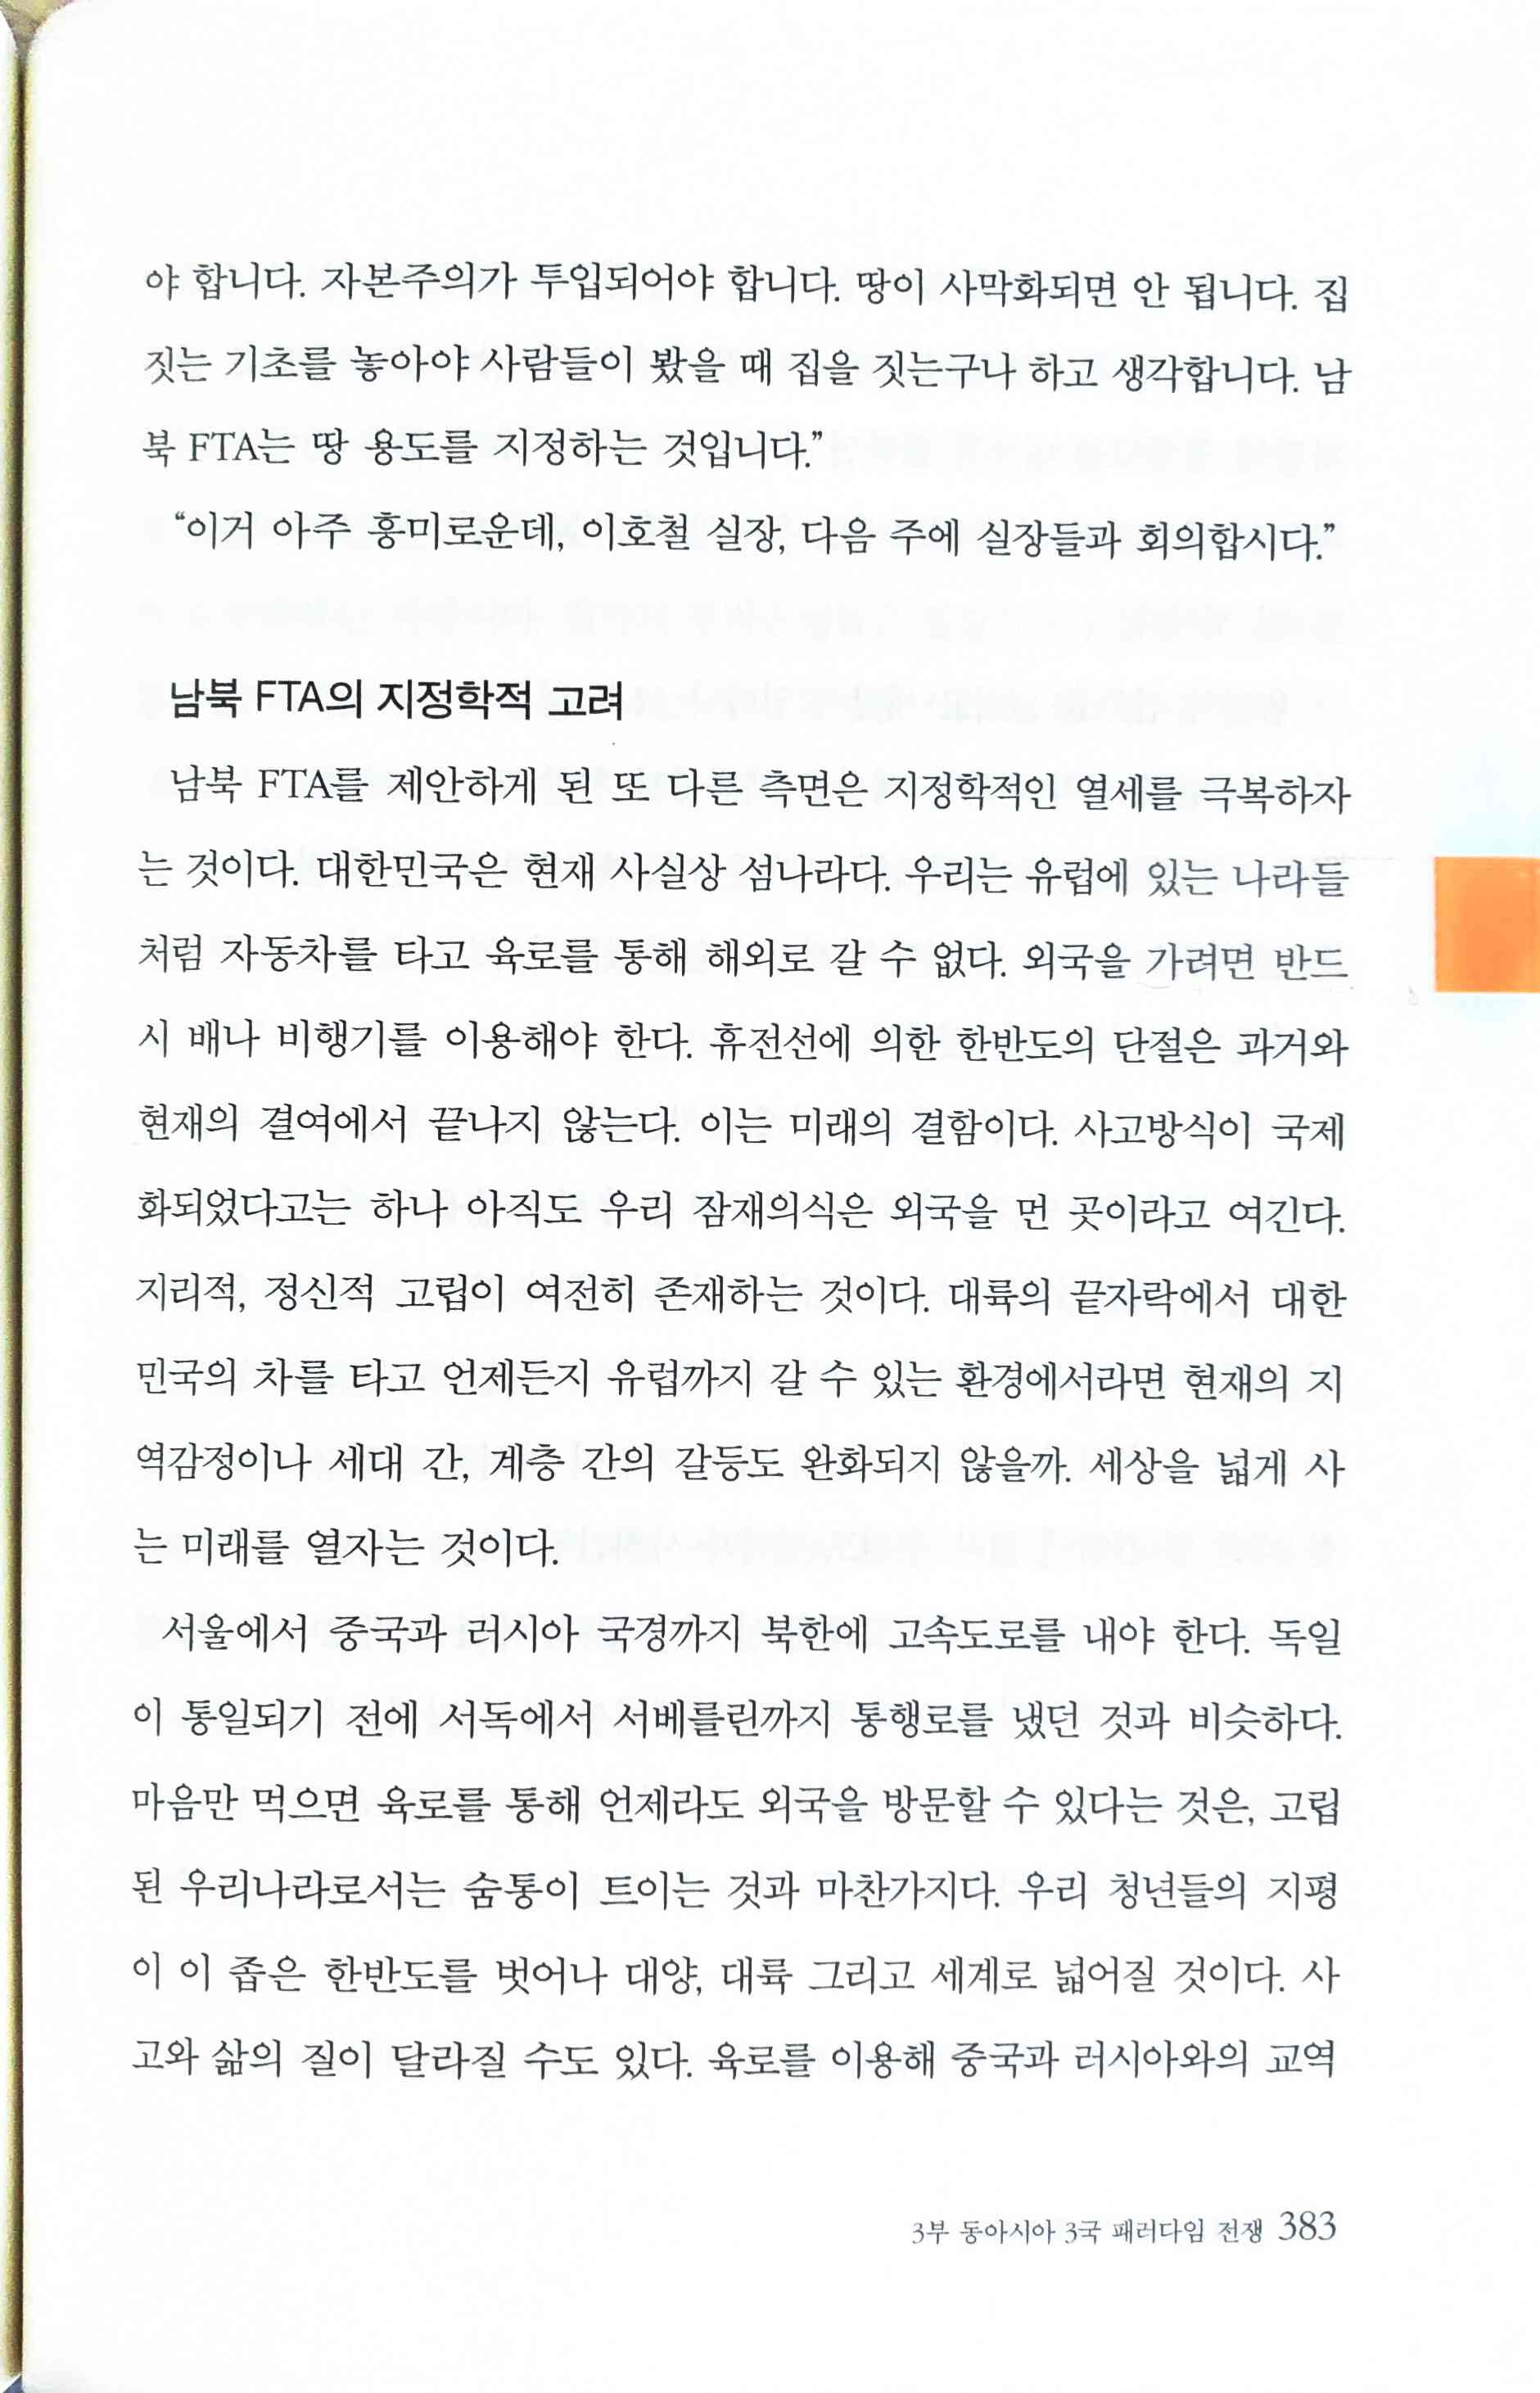 야 합니다. 자본주의가 투입되어야 합니다. 땅이 사막화되면 안 됩니다. 집
짓는 기초를 놓아야 사람들이 봤을 때 집을 짓는구나 하고 생각합니다. 남
북 FTA는 땅 용도를 지정하는 것입니다.”
“이거 아주 흥미로운데, 이호철 실장, 다음 주에 실장들과 회의합시다.”
남북 FTA의 지정학적 고려
남북 FTA를 제안하게 된 또 다른 측면은 지정학적인 열세를 극복하자
는 것이다. 대한민국은 현재 사실상 섬나라다. 우리는 유럽에 있는 나라들
처럼 자동차를 타고 육로를 통해 해외로 갈 수 없다. 외국을 가려면 반드
시 배나 비행기를 이용해야 한다. 휴전선에 의한 한반도의 단절은 과거와
현재의 결여에서 끝나지 않는다. 이는 미래의 결함이다. 사고방식이 국제
화되었다고는 하나 아직도 우리 잠재의식은 외국을 먼 곳이라고 여긴다.
지리적, 정신적 고립이 여전히 존재하는 것이다. 대륙의 끝자락에서 대한
민국의 차를 타고 언제든지 유럽까지 갈 수 있는 환경에서라면 현재의 지
역감정이나 세대 간, 계층 간의 갈등도 완화되지 않을까. 세상을 넓게 사
는 미래를 열자는 것이다.
서울에서 중국과 러시아 국경까지 북한에 고속도로를 내야 한다. 독일
이 통일되기 전에 서독에서 서베를린까지 통행로를 냈던 것과 비슷하다.
마음만 먹으면 육로를 통해 언제라도 외국을 방문할 수 있다는 것은, 고립
된 우리나라로서는 숨통이 트이는 것과 마찬가지다. 우리 청년들의 지평
이 이 좁은 한반도를 벗어나 대양, 대륙 그리고 세계로 넓어질 것이다. 사
고와 삶의 질이 달라질 수도 있다. 육로를 이용해 중국과 러시아와의 교역
3부 동아시아 3국 패러다임 전쟁 383